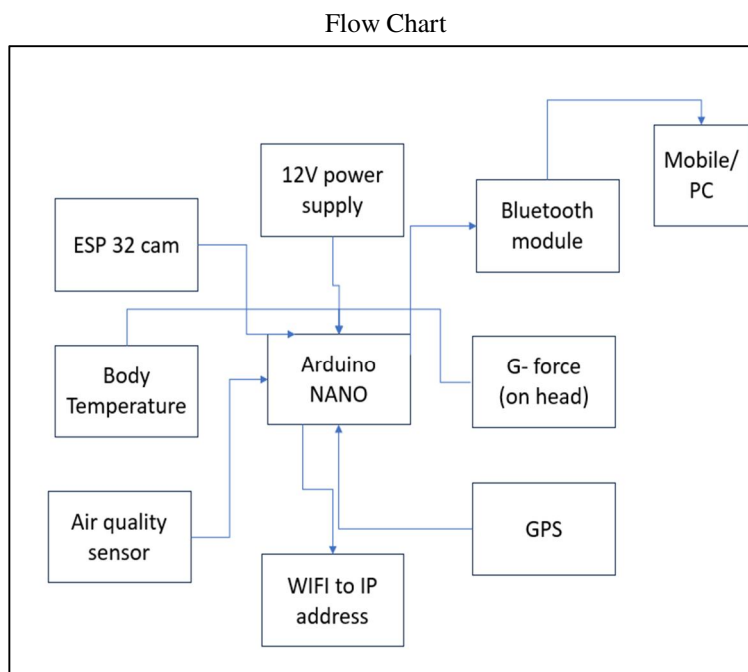 Flow Chart
12V power
supply
Mobile/
PC
Bluetooth
module
ESP 32 cam
Body
Temperature
Arduino
NANO
G- force
(on head)
Air quality
sensor
GPS
WIFI to IP
address